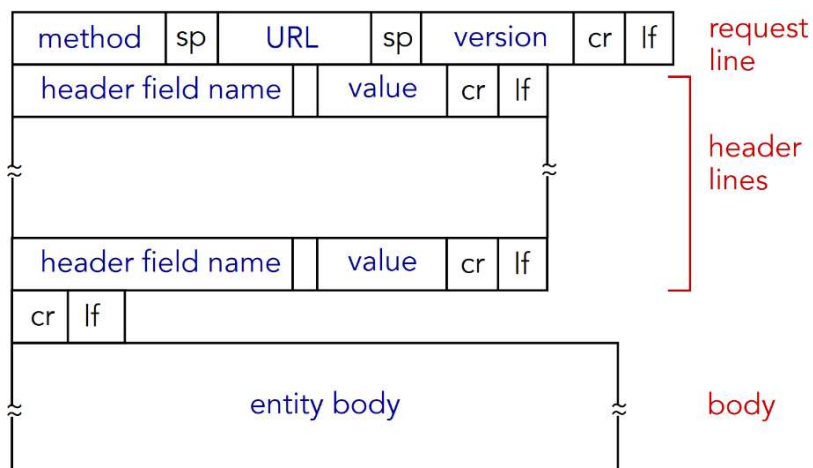 method sp URL sp version cr lf request
line
header field name value cr lf
header
lines
header field name value cr lf
cr lf
entity body body